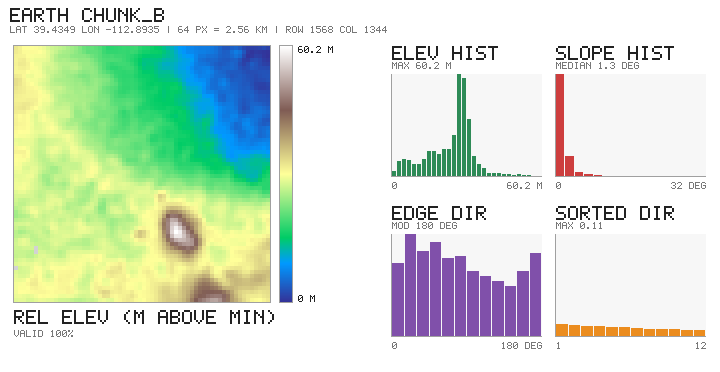 EARTH CHUNK_B
LAT 39.4349 LON -112.8935 | 64 PX = 2.56 KM | ROW 1568 COL 1344
60.2 M
0 M
REL ELEV (M ABOVE MIN)
VALID 100%
ELEV HIST
MAX 60.2 M
0 60.2 M
SLOPE HIST
MEDIAN 1.3 DEG
0 32 DEG
EDGE DIR
MOD 180 DEG
0 180 DEG
SORTED DIR
MAX 0.11
1 12